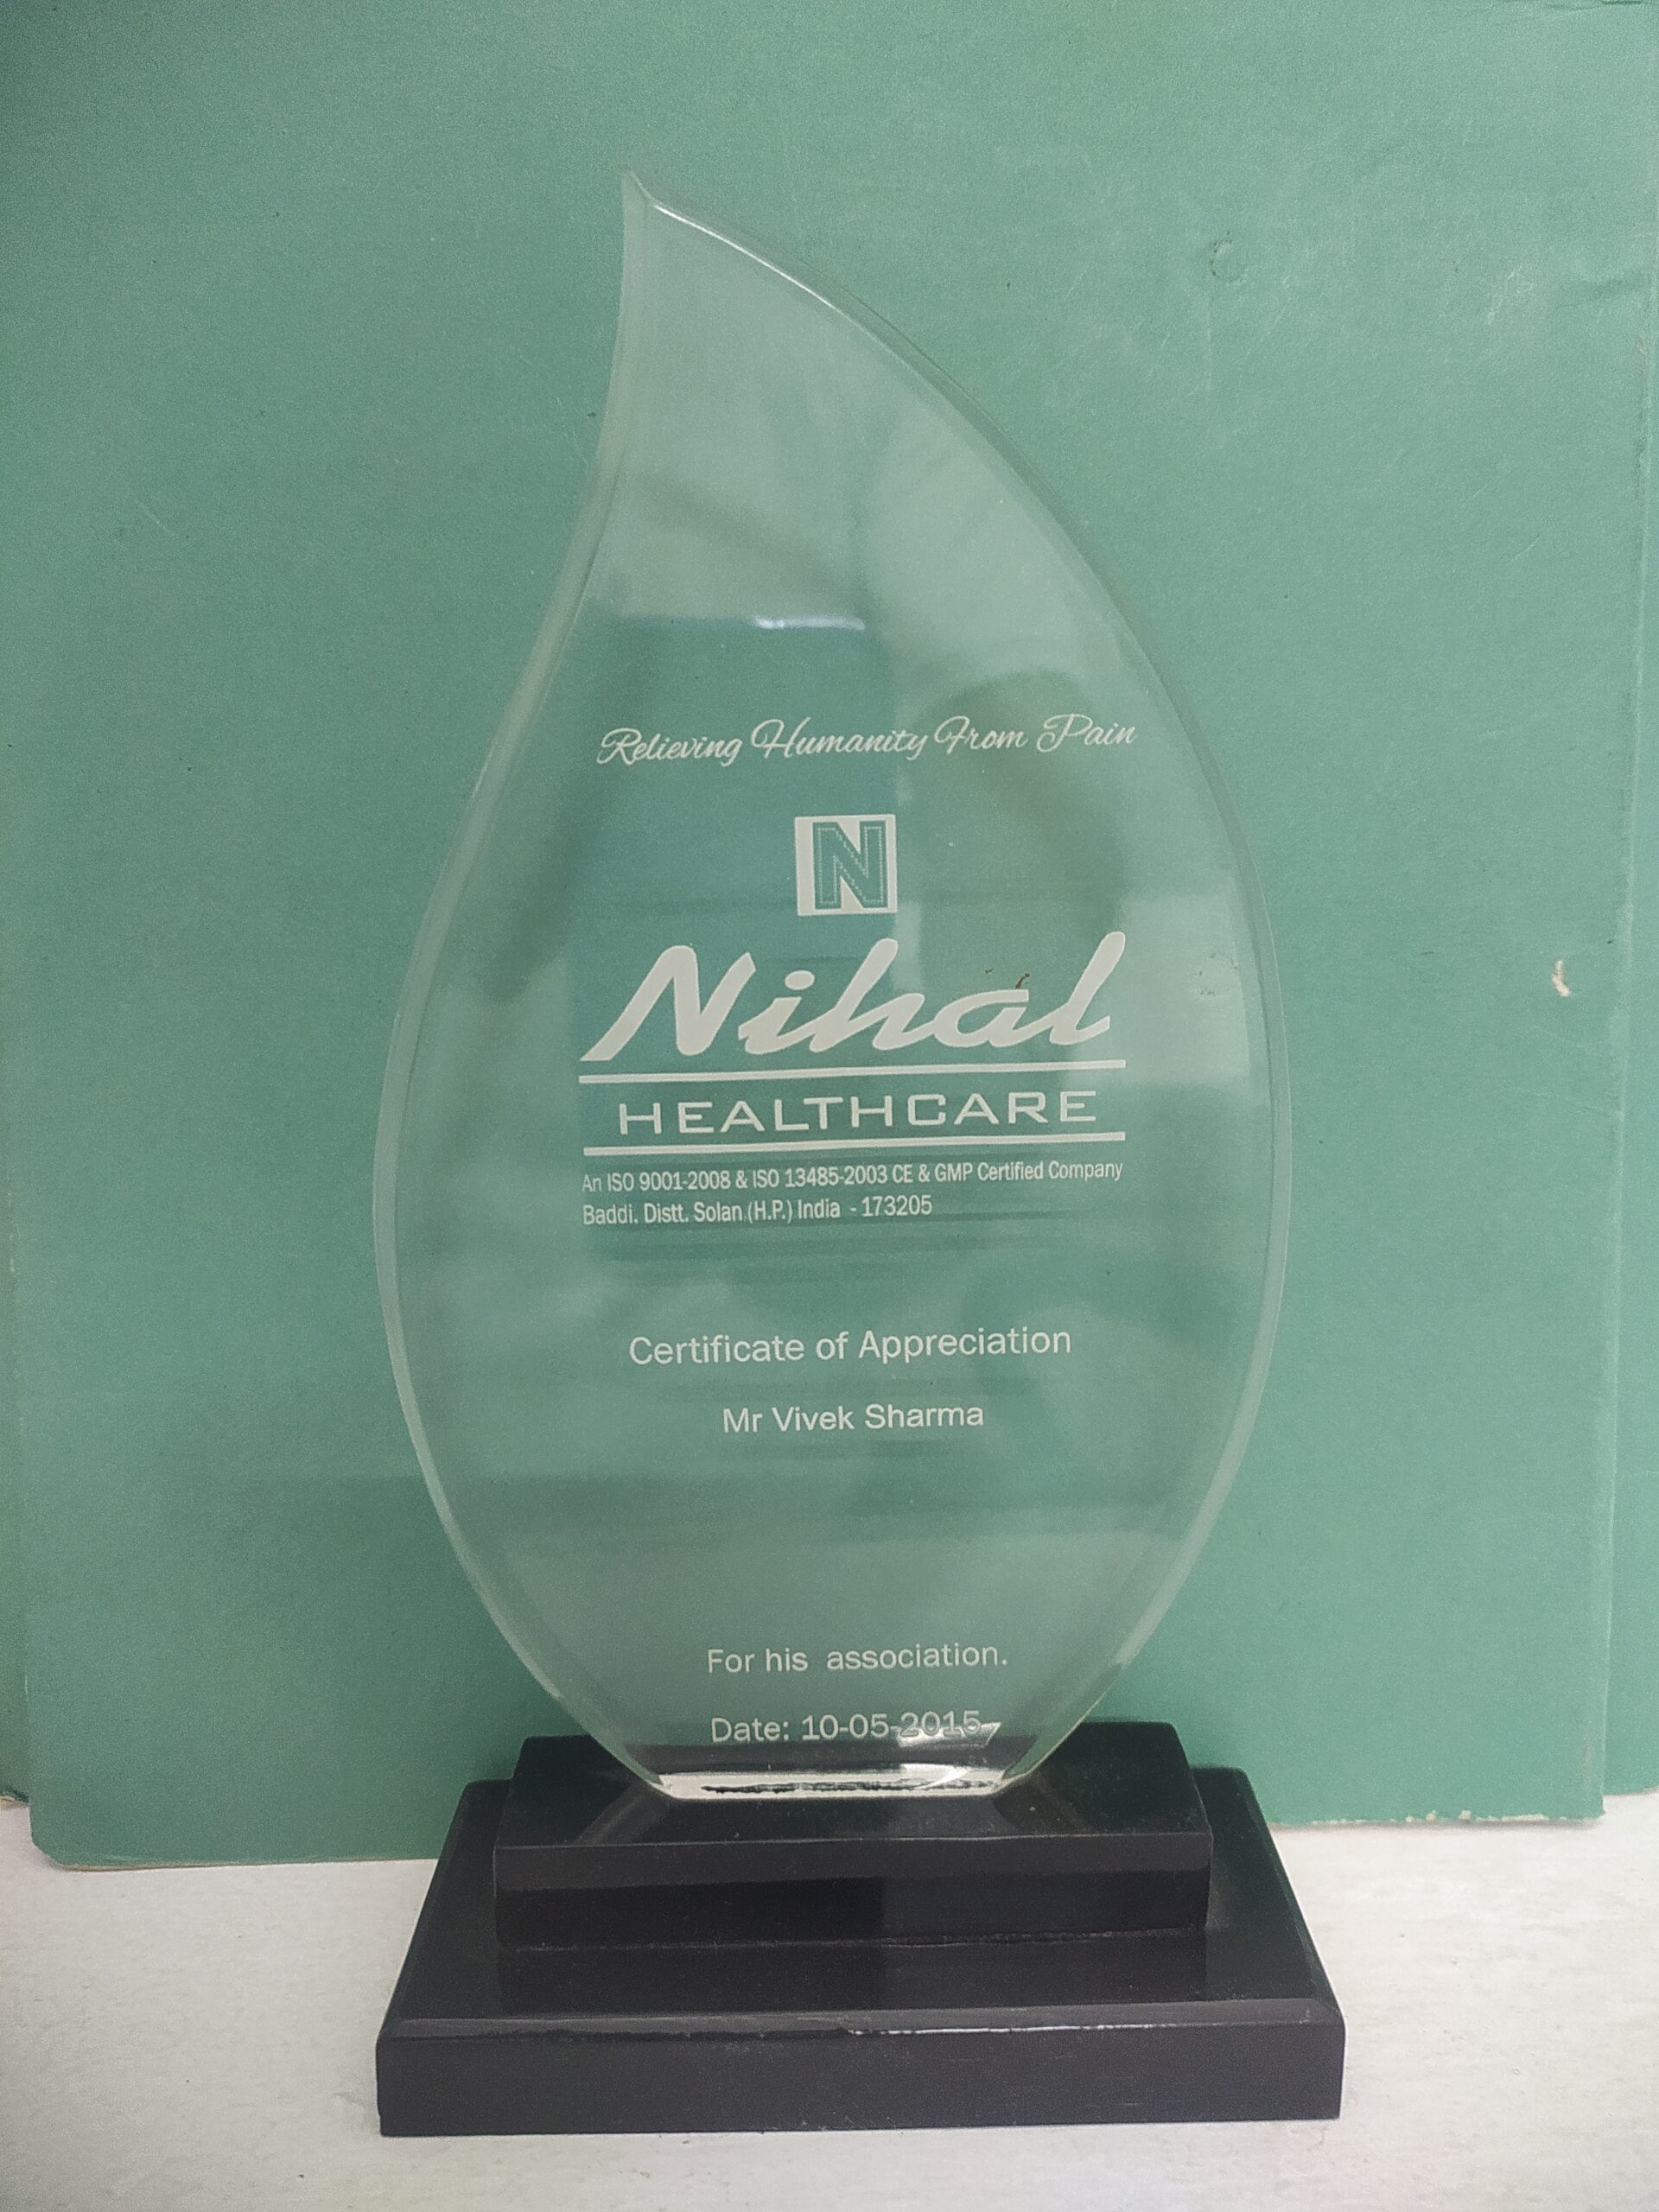 Relieving Humanity From Pain
N
Nihal
HEALTHCARE
An ISO 9001-2008 & ISO 13485-2003 CE & GMP Certified Company
Baddi. Distt. Solan (H.P.) India - 173205
Certificate of Appreciation
Mr Vivek Sharma
For his association.
Date: 10-05-2015